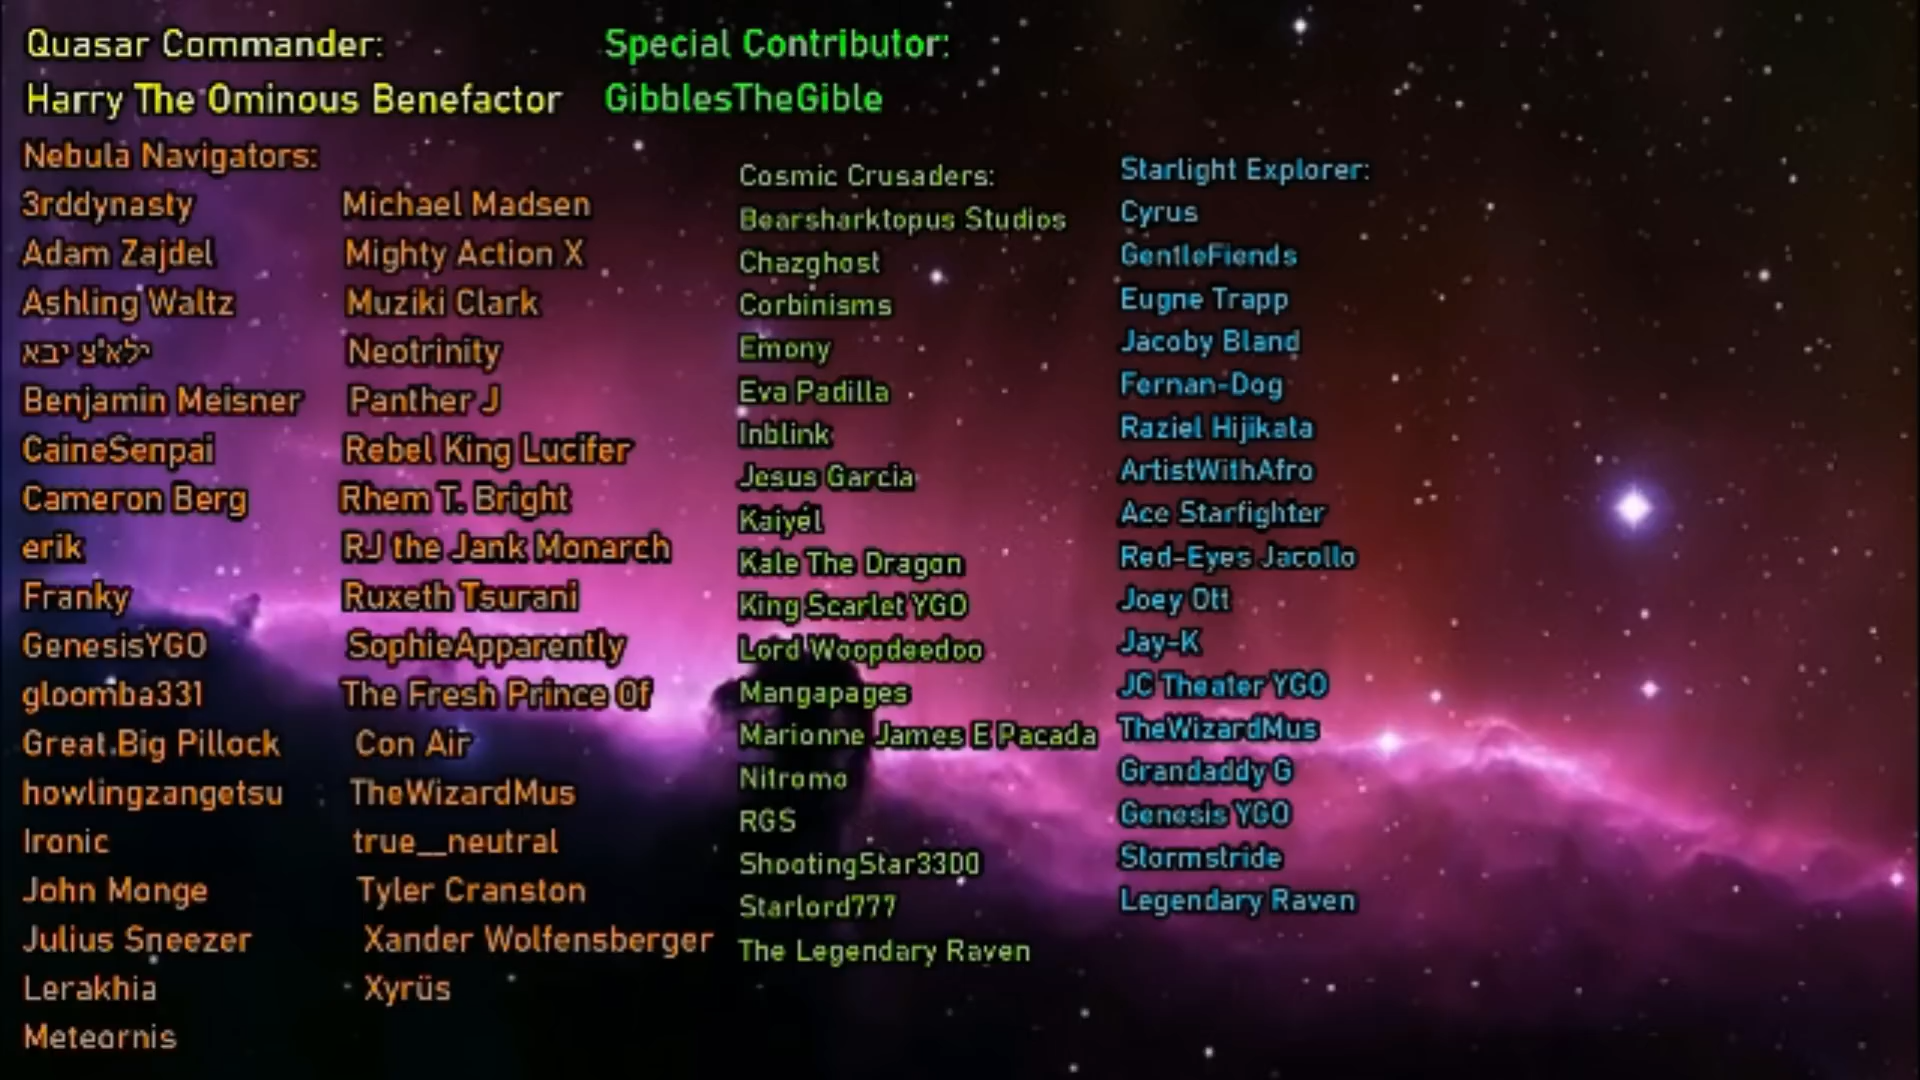 Quasar Commander:
Harry The Ominous Benefactor
Special Contributor:
GibblesTheGible
Nebula Navigators:
3rddynasty
Adam Zajdel
Ashling Waltz
ילא'צ יבא
Benjamin Meisner
CaineSenpai
Cameron Berg
erik
Franky
GenesisYGO
gloomba331
Great Big Pillock
howlingzangetsu
Ironic
John Monge
Julius Sneezer
Lerakhia
Meteornis
Michael Madsen
Mighty Action X
Muziki Clark
Neotrinity
Panther J
Rebel King Lucifer
Rhem T. Bright
RJ the Jank Monarch
Ruxeth Tsurani
SophieApparently
The Fresh Prince Of
Con Air
TheWizardMus
true__neutral
Tyler Cranston
Xander Wolfensberger
Xyrüs
Cosmic Crusaders:
Bearsharktopus Studios
Chazghost
Corbinisms
Emony
Eva Padilla
Inblink
Jesus Garcia
Kaiyel
Kale The Dragon
King Scarlet YGO
Lord Woopdeedoo
Mangapages
Marionne James E Pacada
Nitromo
RGS
ShootingStar3300
Starlord777
The Legendary Raven
Starlight Explorer:
Cyrus
GentleFiends
Eugne Trapp
Jacoby Bland
Fernan-Dog
Raziel Hijikata
ArtistWithAfro
Ace Starfighter
Red-Eyes Jacollo
Joey Ott
Jay-K
JC Theater YGO
TheWizardMus
Grandaddy G
Genesis YGO
Stormstride
Legendary Raven